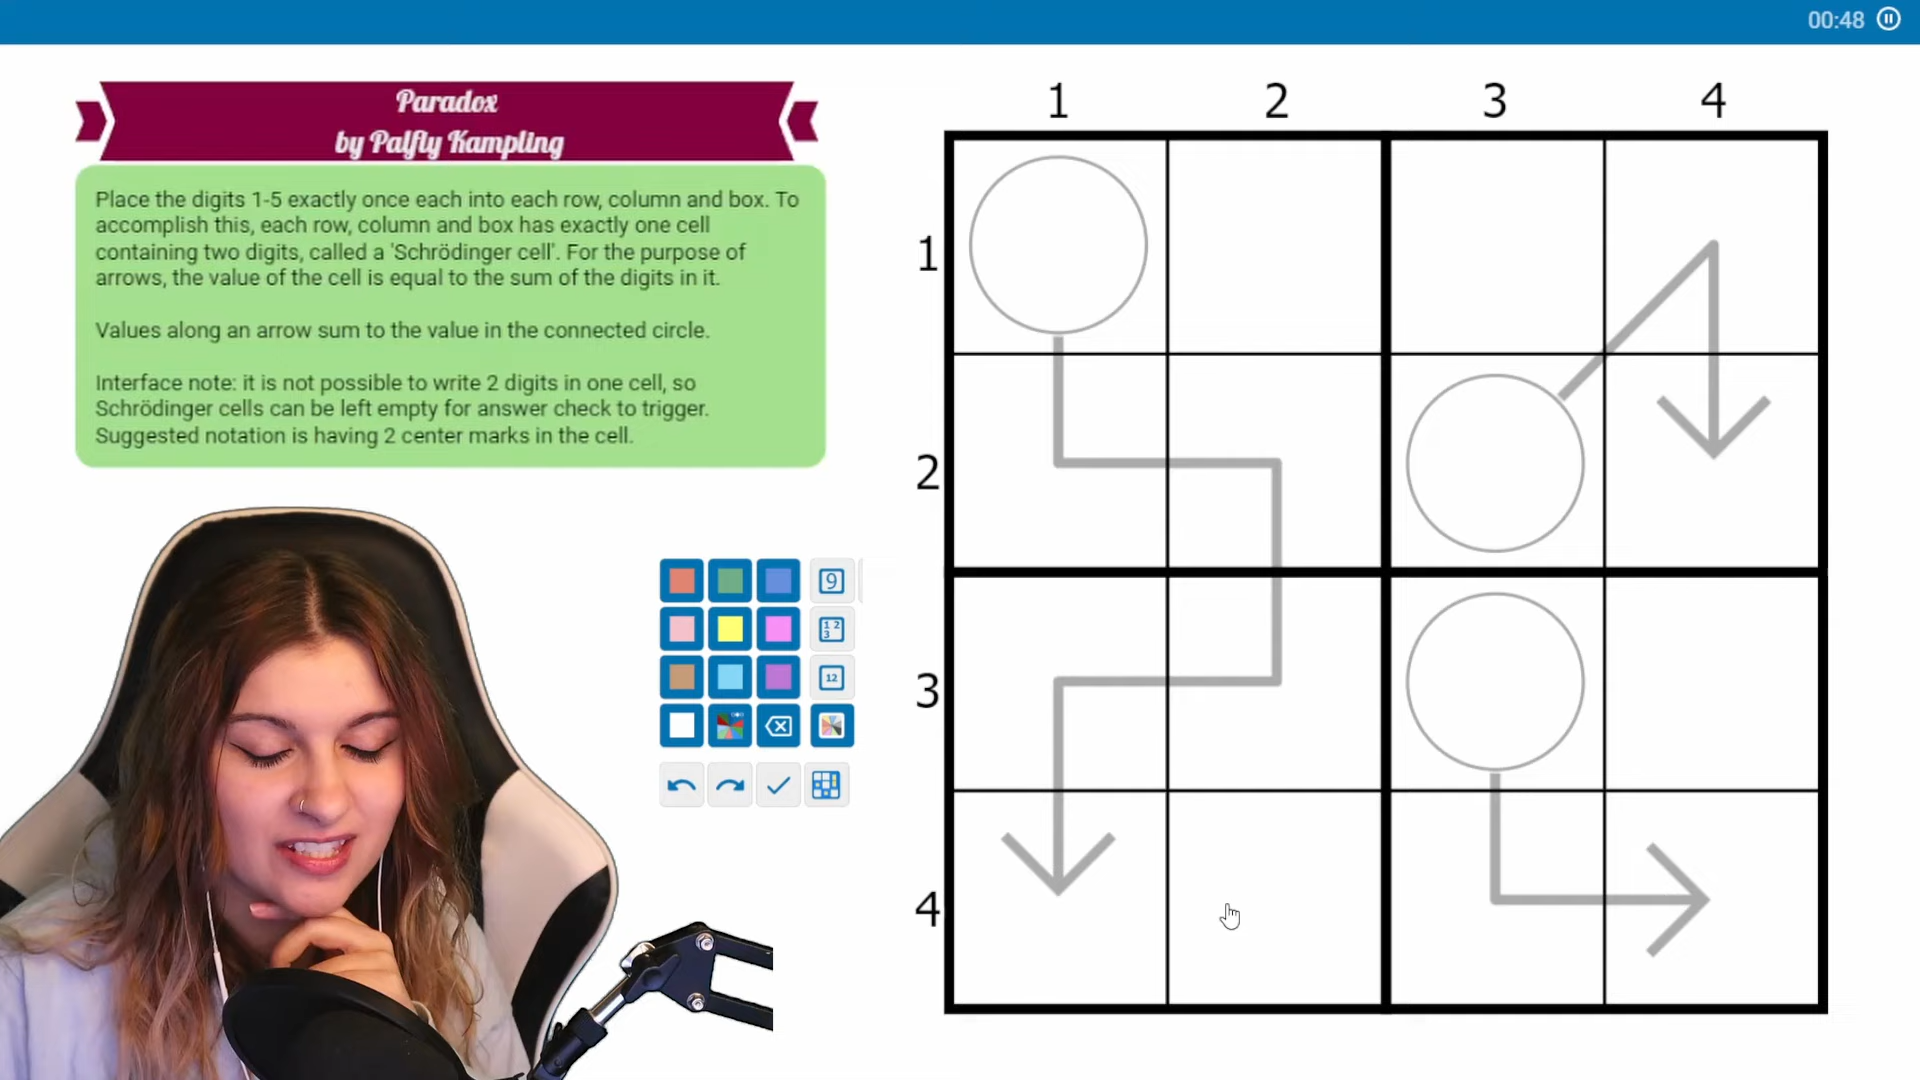 00:48
Paradox
by Palfly Kampling
Place the digits 1-5 exactly once each into each row, column and box. To
accomplish this, each row, column and box has exactly one cell
containing two digits, called a 'Schrödinger cell'. For the purpose of
arrows, the value of the cell is equal to the sum of the digits in it.
Values along an arrow sum to the value in the connected circle.
Interface note: it is not possible to write 2 digits in one cell, so
Schrödinger cells can be left empty for answer check to trigger.
Suggested notation is having 2 center marks in the cell.
9
1 2
3
12
1 2 3 4
1
2
3
4